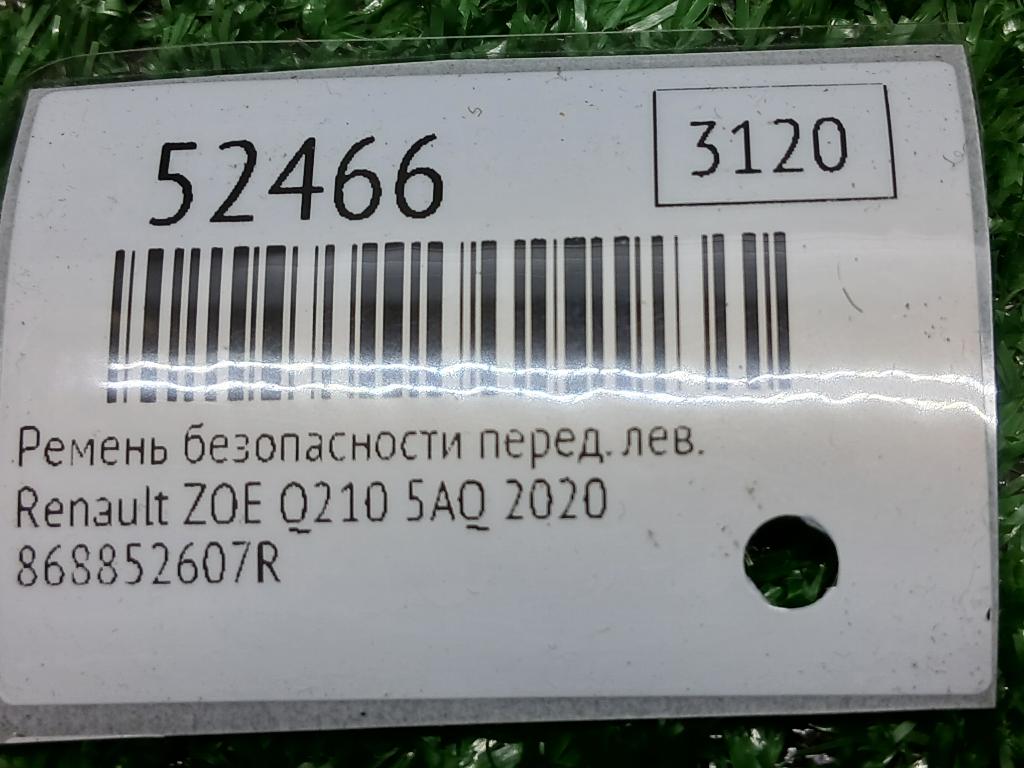 52466
3120
Ремень безопасности перед. лев.
Renault ZOE Q210 5AQ 2020
868852607R